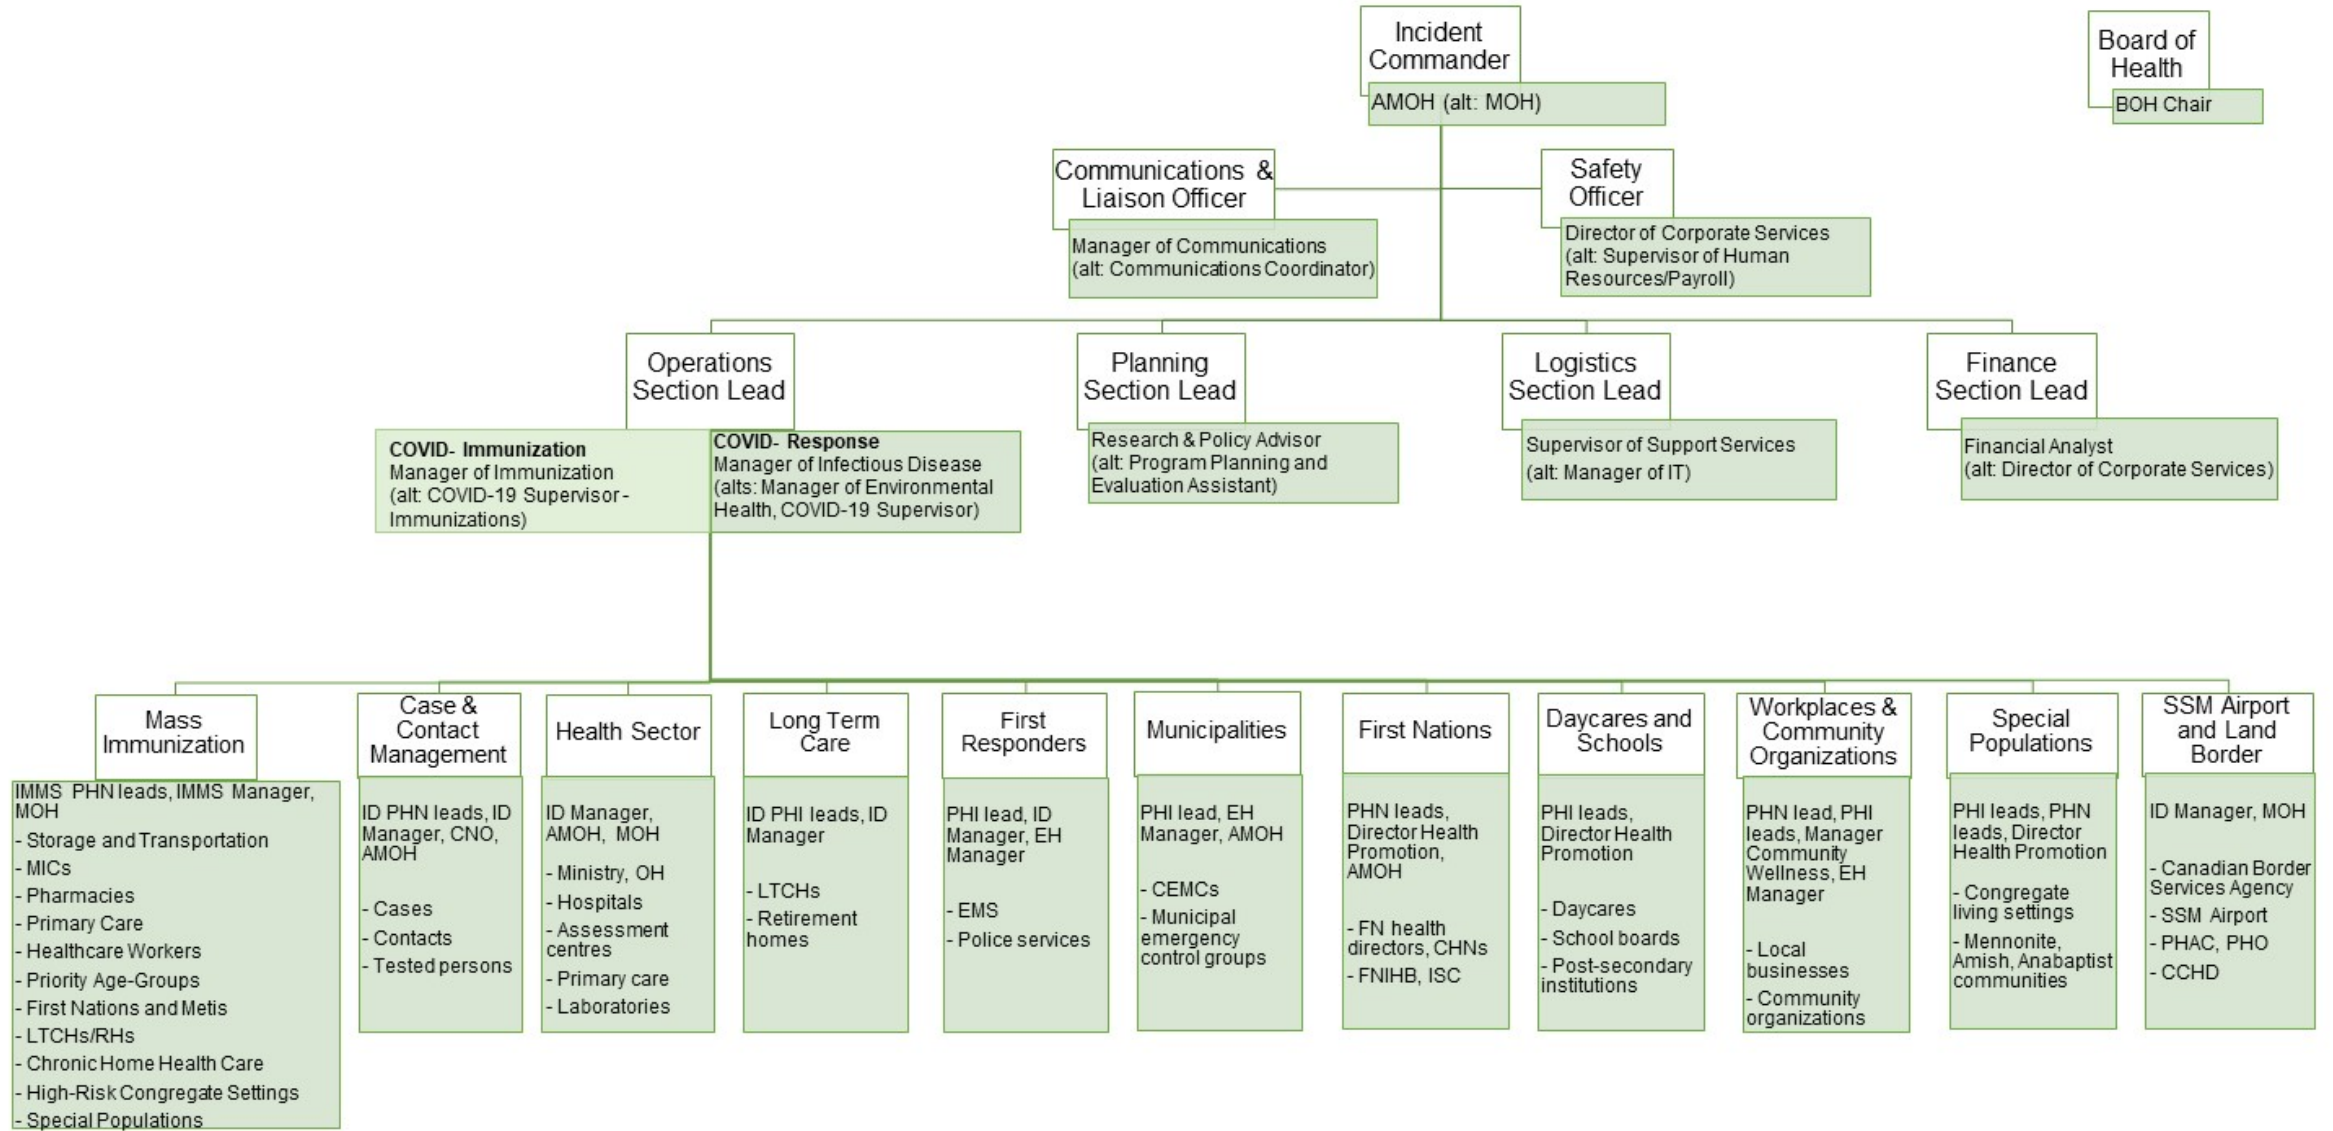 Incident
Commander
AMOH (alt: MOH)
Board of
Health
BOH Chair
Communications &
Liaison Officer
Manager of Communications
(alt: Communications Coordinator)
Safety
Officer
Director of Corporate Services
(alt: Supervisor of Human
Resources/Payroll)
Operations
Section Lead
COVID- Immunization
Manager of Immunization
(alt: COVID-19 Supervisor -
Immunizations)
COVID- Response
Manager of Infectious Disease
(alts: Manager of Environmental
Health, COVID-19 Supervisor)
Planning
Section Lead
Research & Policy Advisor
(alt: Program Planning and
Evaluation Assistant)
Logistics
Section Lead
Supervisor of Support Services
(alt: Manager of IT)
Finance
Section Lead
Financial Analyst
(alt: Director of Corporate Services)
Mass
Immunization
IMMS PHN leads, IMMS Manager,
MOH
- Storage and Transportation
- MICs
- Pharmacies
- Primary Care
- Healthcare Workers
- Priority Age-Groups
- First Nations and Metis
- LTCHs/RHs
- Chronic Home Health Care
- High-Risk Congregate Settings
- Special Populations
Case &
Contact
Management
ID PHN leads, ID
Manager, CNO,
AMOH
- Cases
- Contacts
- Tested persons
Health Sector
ID Manager,
AMOH, MOH
- Ministry, OH
- Hospitals
- Assessment
centres
- Primary care
- Laboratories
Long Term
Care
ID PHI leads, ID
Manager
- LTCHs
- Retirement
homes
First
Responders
PHI lead, ID
Manager, EH
Manager
- EMS
- Police services
Municipalities
PHI lead, EH
Manager, AMOH
- CEMCs
- Municipal
emergency
control groups
First Nations
PHN leads,
Director Health
Promotion,
AMOH
- FN health
directors, CHNs
- FNIHB, ISC
Daycares and
Schools
PHI leads,
Director Health
Promotion
- Daycares
- School boards
- Post-secondary
institutions
Workplaces &
Community
Organizations
PHN lead, PHI
leads, Manager
Community
Wellness, EH
Manager
- Local
businesses
- Community
organizations
Special
Populations
PHI leads, PHN
leads, Director
Health Promotion
- Congregate
living settings
- Mennonite,
Amish, Anabaptist
communities
SSM Airport
and Land
Border
ID Manager, MOH
- Canadian Border
Services Agency
- SSM Airport
- PHAC, PHO
- CCHD